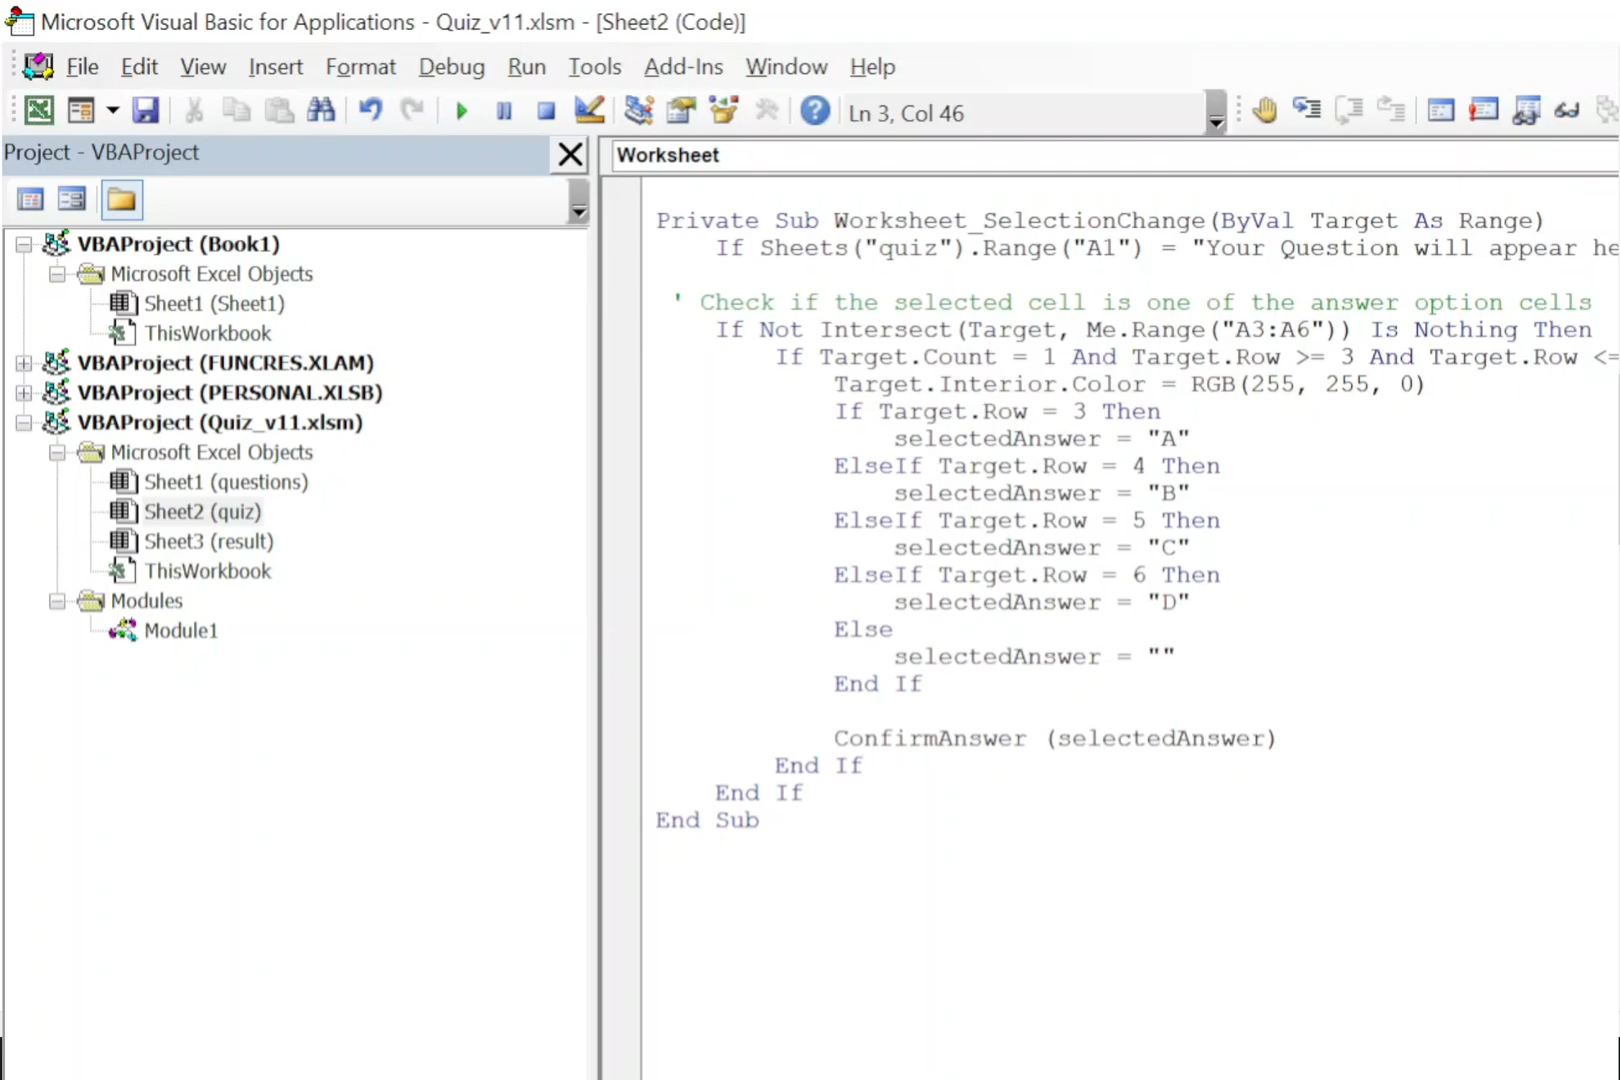 Microsoft Visual Basic for Applications - Quiz_v11.xlsm - [Sheet2 (Code)]
File Edit View Insert Format Debug Run Tools Add-Ins Window Help
Ln 3, Col 46
Project - VBAProject
Worksheet
VBAProject (Book1)
Microsoft Excel Objects
Sheet1 (Sheet1)
ThisWorkbook
VBAProject (FUNCRES.XLAM)
VBAProject (PERSONAL.XLSB)
VBAProject (Quiz_v11.xlsm)
Microsoft Excel Objects
Sheet1 (questions)
Sheet2 (quiz)
Sheet3 (result)
ThisWorkbook
Modules
Module1
Private Sub Worksheet_SelectionChange(ByVal Target As Range)
If Sheets("quiz").Range("A1") = "Your Question will appear he
' Check if the selected cell is one of the answer option cells
If Not Intersect(Target, Me.Range("A3:A6")) Is Nothing Then
If Target.Count = 1 And Target.Row >= 3 And Target.Row <=
Target.Interior.Color = RGB(255, 255, 0)
If Target.Row = 3 Then
selectedAnswer = "A"
ElseIf Target.Row = 4 Then
selectedAnswer = "B"
ElseIf Target.Row = 5 Then
selectedAnswer = "C"
ElseIf Target.Row = 6 Then
selectedAnswer = "D"
Else
selectedAnswer = ""
End If
ConfirmAnswer (selectedAnswer)
End If
End If
End Sub